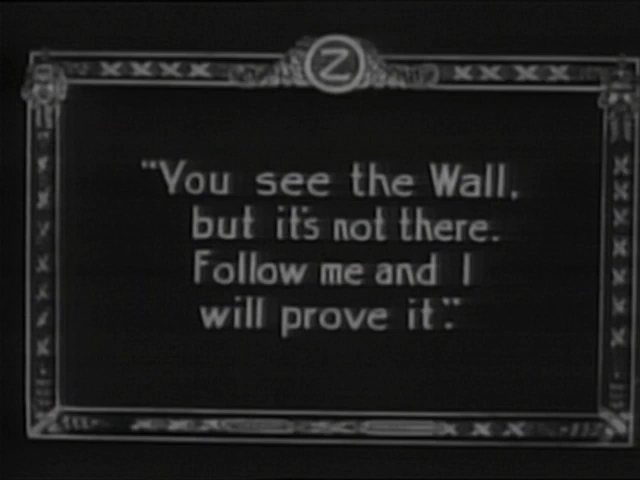 Z
"You see the Wall,
but it's not there.
Follow me and I
will prove it."